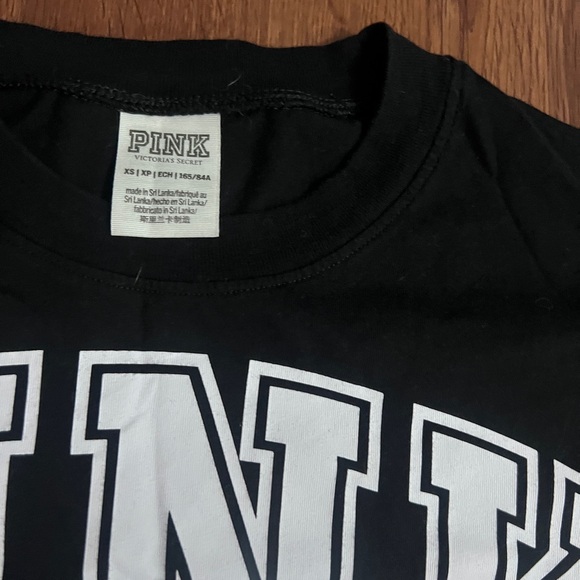 PINK
VICTORIA'S SECRET
XS | XP | ECH | 165/84A
made in Sri Lanka/fabriqué au
Sri Lanka/hecho en Sri Lanka/
fabbricato in Sri Lanka/
斯里兰卡制造
INK